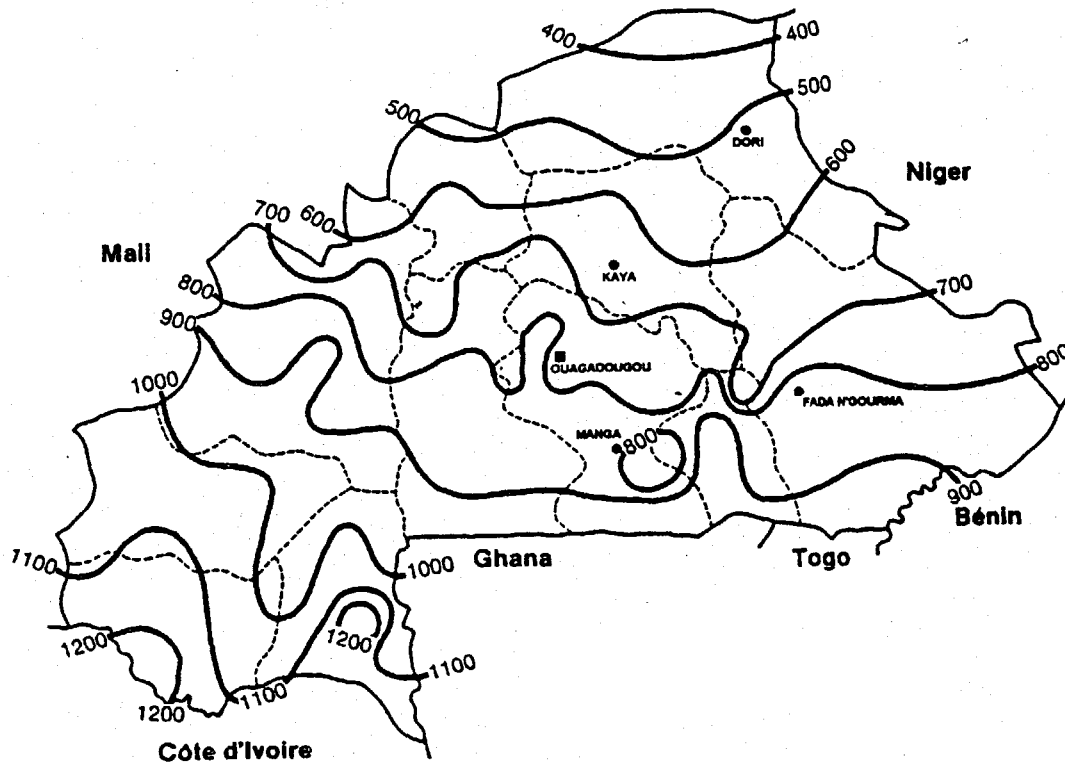 400
400
500
500
DORI
600
Niger
700
600
Mali
KAYA
800
700
900
OUAGADOUGOU
800
1000
FADA N'GOURMA
MANGA
800
900
Bénin
1100
Ghana
1000
Togo
1200
1200
1100
1200
1100
Côte d'Ivoire